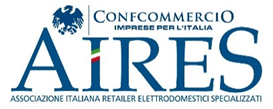 CONFCOMMERCIO
IMPRESE PER L'ITALIA
AIRES
ASSOCIAZIONE ITALIANA RETAILER ELETTRODOMESTICI SPECIALIZZATI